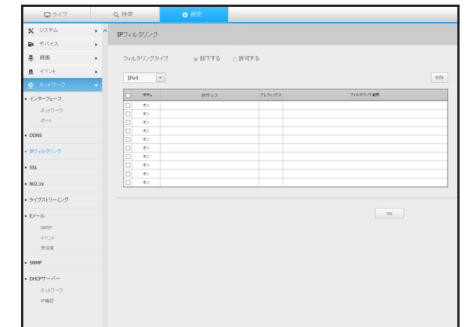 ライブ
検索
設定
システム
デバイス
録画
イベント
ネットワーク
インターフェース
ネットワーク
ポート
DDNS
IPフィルタリング
SSL
802.1x
ライブストリーミング
Eメール
SMTP
イベント
受信者
SNMP
DHCPサーバー
ネットワーク
IP確認
IPフィルタリング
フィルタリングタイプ 却下する 許可する
IPv4 削除
IPアドレス プレフィックス フィルタリング範囲
オン
オン
オン
オン
オン
オン
オン
オン
オン
オン
OK